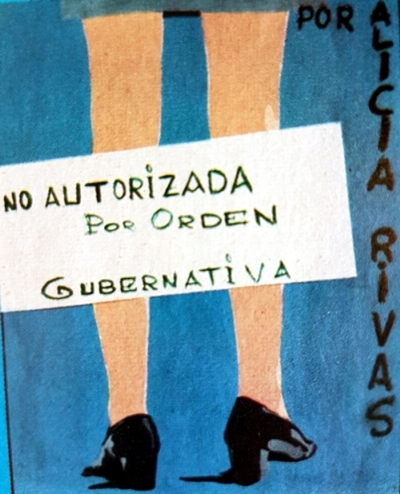 POR
ALICIA RIVAS
NO AUTORIZADA
POR ORDEN
GUBERNATIVA